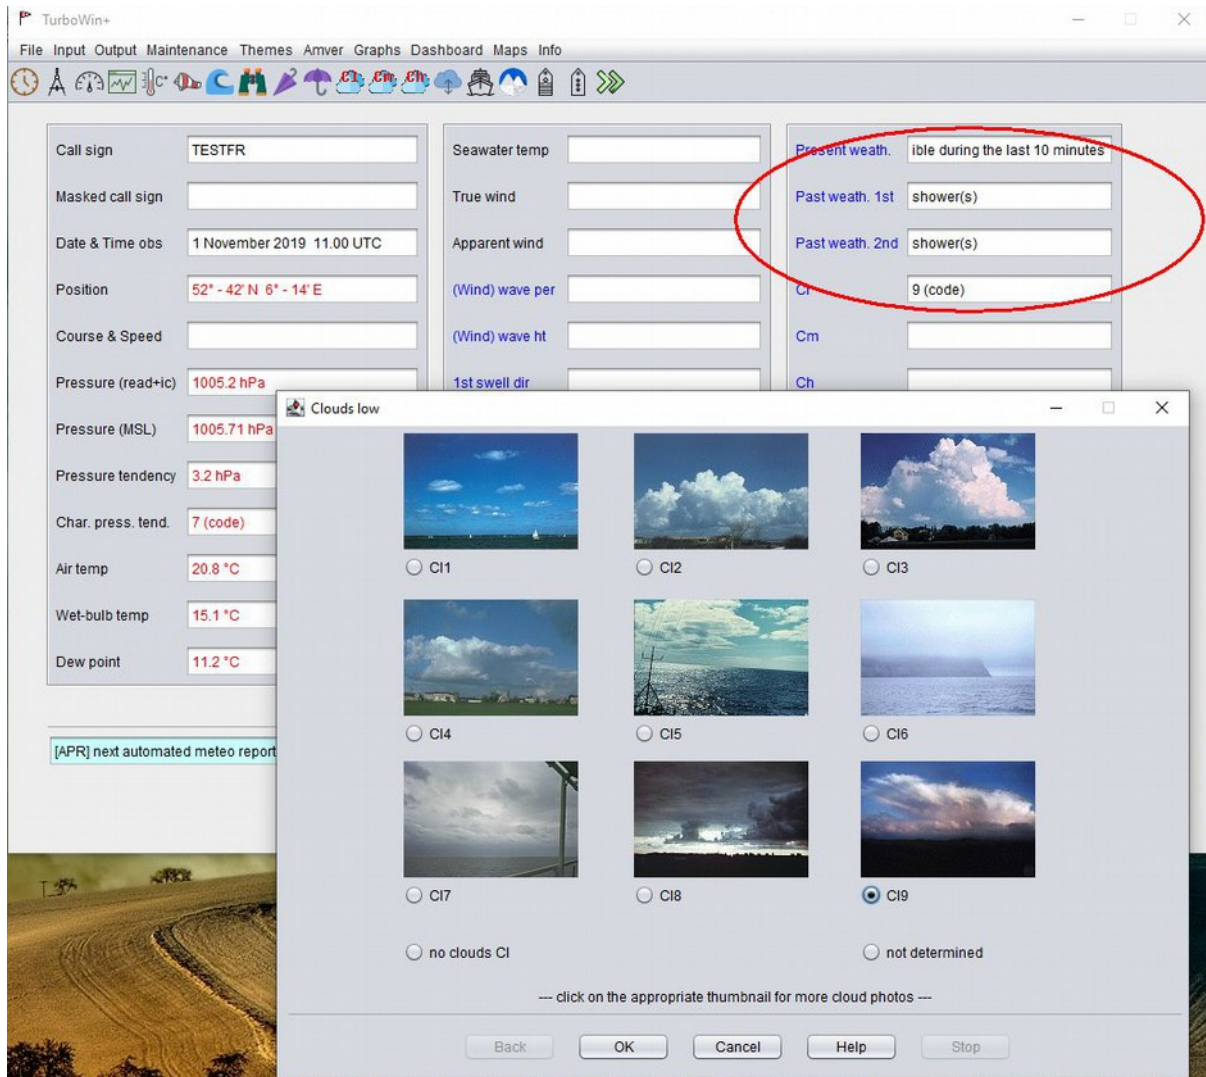 TurboWin+
File Input Output Maintenance Themes Amver Graphs Dashboard Maps Info
C° Cl Cm Ch
Call sign TESTFR
Masked call sign
Date & Time obs 1 November 2019 11.00 UTC
Position 52° - 42' N 6° - 14' E
Course & Speed
Pressure (read+ic) 1005.2 hPa
Pressure (MSL) 1005.71 hPa
Pressure tendency 3.2 hPa
Char. press. tend. 7 (code)
Air temp 20.8 °C
Wet-bulb temp 15.1 °C
Dew point 11.2 °C
Seawater temp
True wind
Apparent wind
(Wind) wave per
(Wind) wave ht
1st swell dir
Present weath. ible during the last 10 minutes
Past weath. 1st shower(s)
Past weath. 2nd shower(s)
Cl 9 (code)
Cm
Ch
[APR] next automated meteo report
Clouds low
Cl1 Cl2 Cl3
Cl4 Cl5 Cl6
Cl7 Cl8 Cl9
no clouds Cl not determined
--- click on the appropriate thumbnail for more cloud photos ---
Back OK Cancel Help Stop